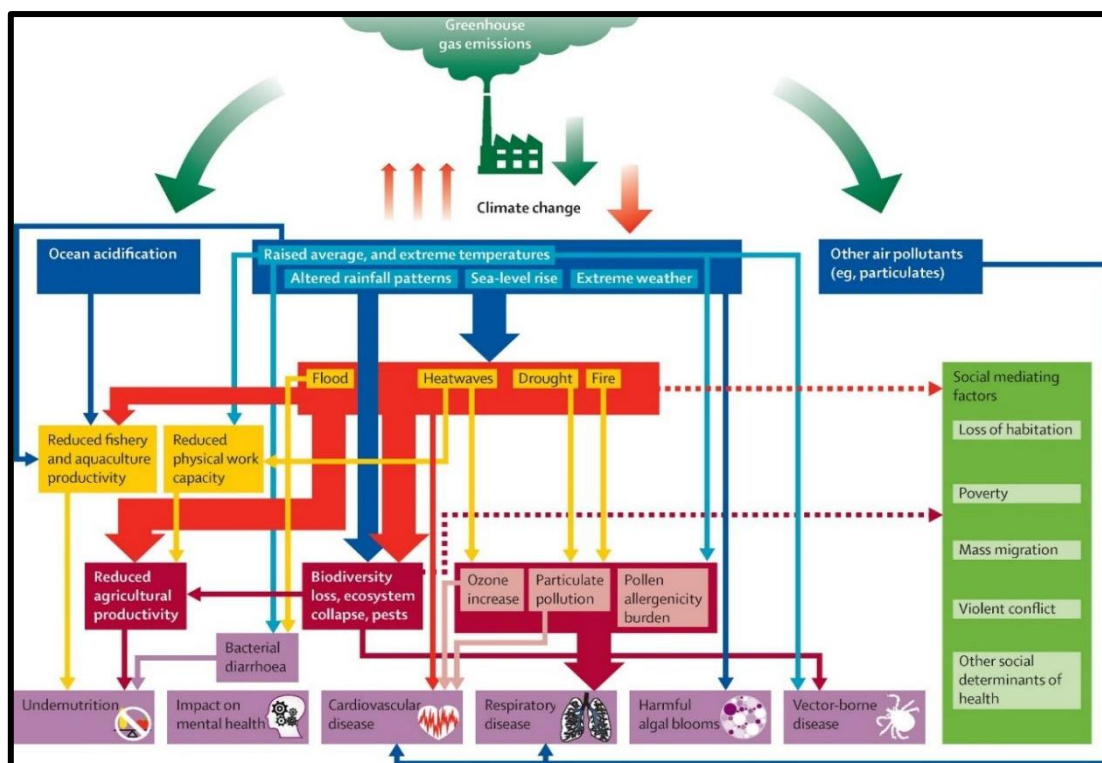 Greenhouse
gas emissions
Climate change
Ocean acidification
Raised average, and extreme temperatures
Altered rainfall patterns
Sea-level rise
Extreme weather
Other air pollutants
(eg, particulates)
Flood
Heatwaves
Drought
Fire
Social mediating
factors
Loss of habitation
Poverty
Mass migration
Violent conflict
Other social
determinants of
health
Reduced fishery
and aquaculture
productivity
Reduced
physical work
capacity
Reduced
agricultural
productivity
Biodiversity
loss, ecosystem
collapse, pests
Ozone
increase
Particulate
pollution
Pollen
allergenicity
burden
Bacterial
diarrhoea
Undernutrition
Impact on
mental health
Cardiovascular
disease
Respiratory
disease
Harmful
algal blooms
Vector-borne
disease